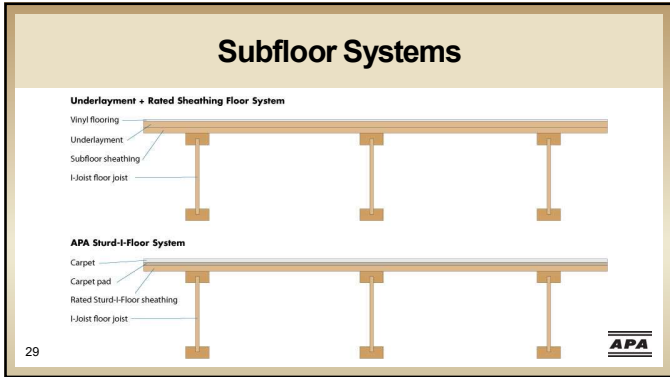 Subfloor Systems
Underlayment + Rated Sheathing Floor System
Vinyl flooring
Underlayment
Subfloor sheathing
I-Joist floor joist
APA Sturd-I-Floor System
Carpet
Carpet pad
Rated Sturd-I-Floor sheathing
I-Joist floor joist
29
APA